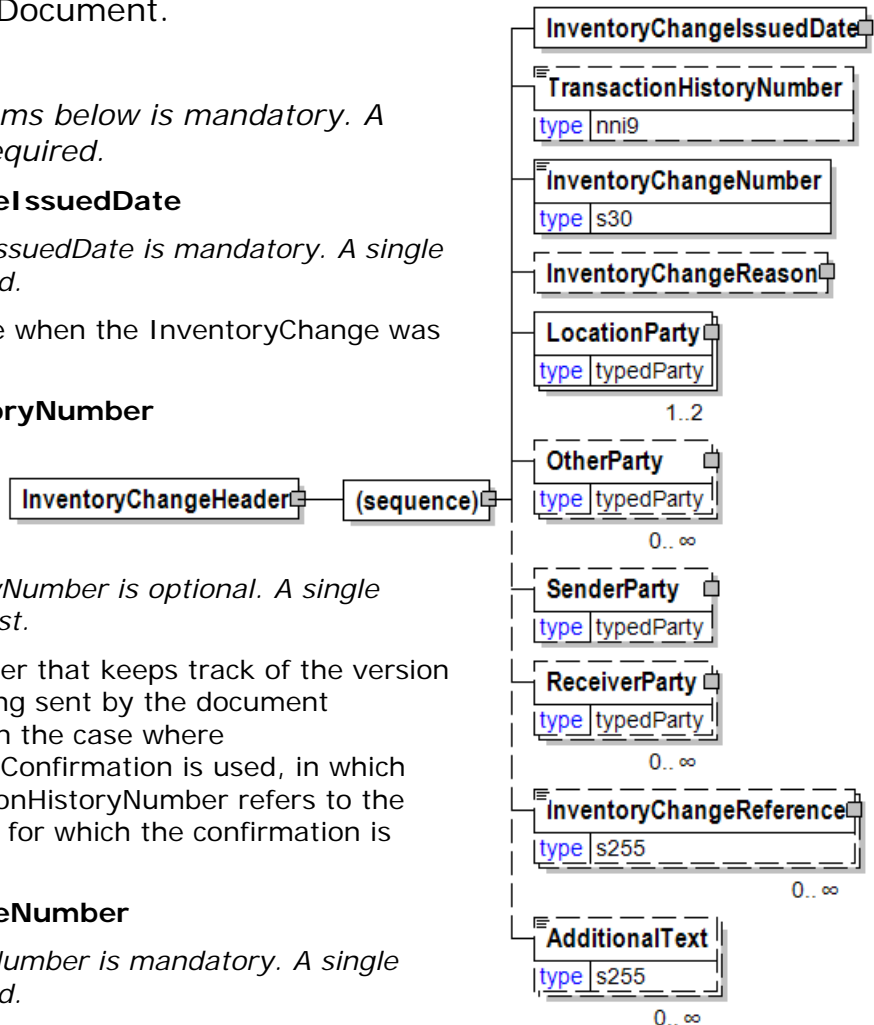 Document.
ms below is mandatory. A
equired.
eIssuedDate
ssuedDate is mandatory. A single
d.
e when the InventoryChange was
oryNumber
yNumber is optional. A single
st.
er that keeps track of the version
ng sent by the document
n the case where
Confirmation is used, in which
onHistoryNumber refers to the
for which the confirmation is
eNumber
Number is mandatory. A single
d.
InventoryChangeHeader
(sequence)
InventoryChangeIssuedDate
TransactionHistoryNumber
type nni9
InventoryChangeNumber
type s30
InventoryChangeReason
LocationParty
type typedParty
1..2
OtherParty
type typedParty
0.. ∞
SenderParty
type typedParty
ReceiverParty
type typedParty
0.. ∞
InventoryChangeReference
type s255
0.. ∞
AdditionalText
type s255
0.. ∞